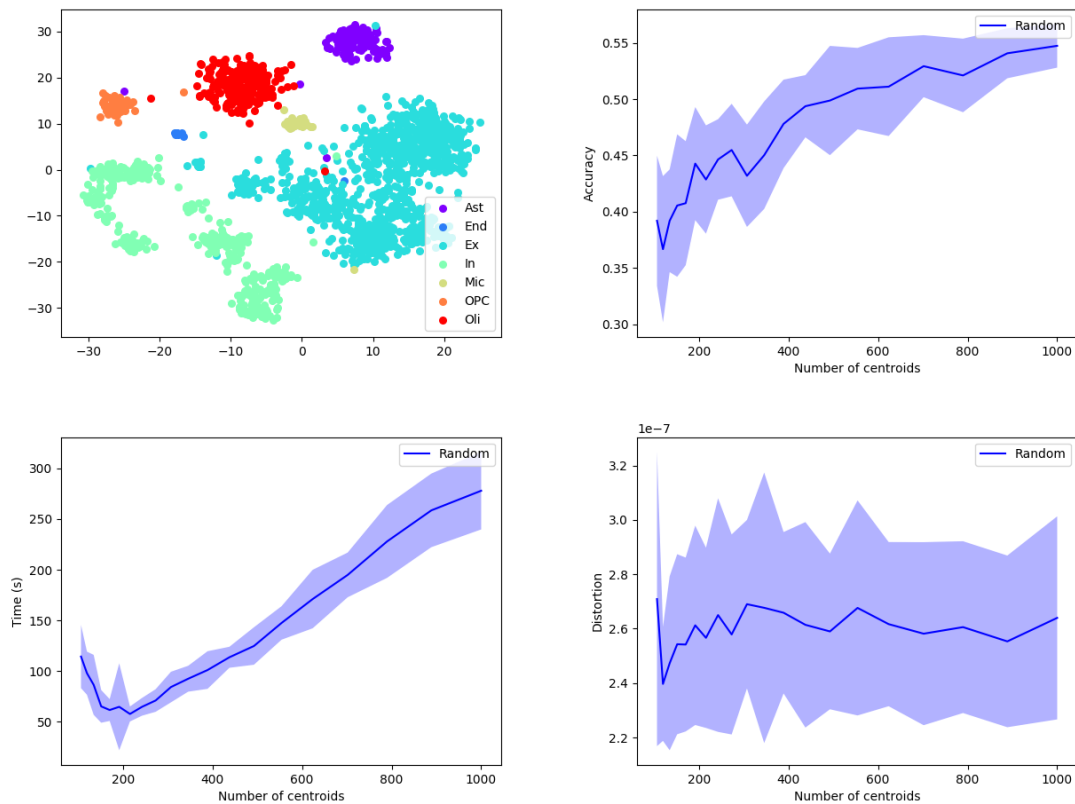 30
20
10
0
−10
−20
−30
−30
−20
−10
0
10
20
Ast
End
Ex
In
Mic
OPC
Oli
Random
0.55
0.50
0.45
0.40
0.35
0.30
Accuracy
200
400
600
800
1000
Number of centroids
Random
300
250
200
150
100
50
Time (s)
200
400
600
800
1000
Number of centroids
1e−7
Random
3.2
3.0
2.8
2.6
2.4
2.2
Distortion
200
400
600
800
1000
Number of centroids